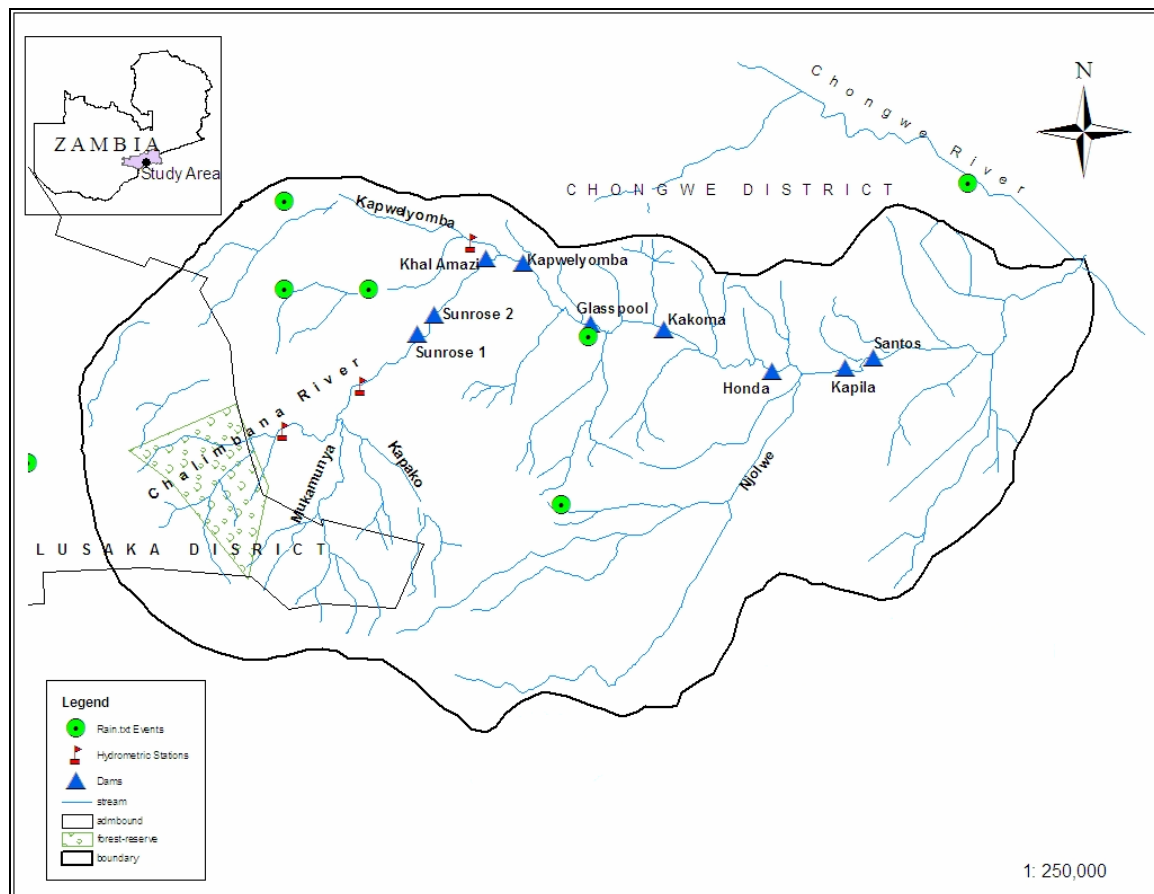 ZAMBIA
Study Area
N
Chongwe River
CHONGWE DISTRICT
Kapwelyomba
Khal Amazi
Kapwelyomba
Sunrose 2
Glasspool
Kakoma
Sunrose 1
Santos
Honda
Kapila
Chalimbana River
Mukamunya
Kapako
Njolwe
LUSAKA DISTRICT
Legend
Rain.txt Events
Hydrometric Stations
Dams
stream
admbound
forest-reserve
boundary
1: 250,000